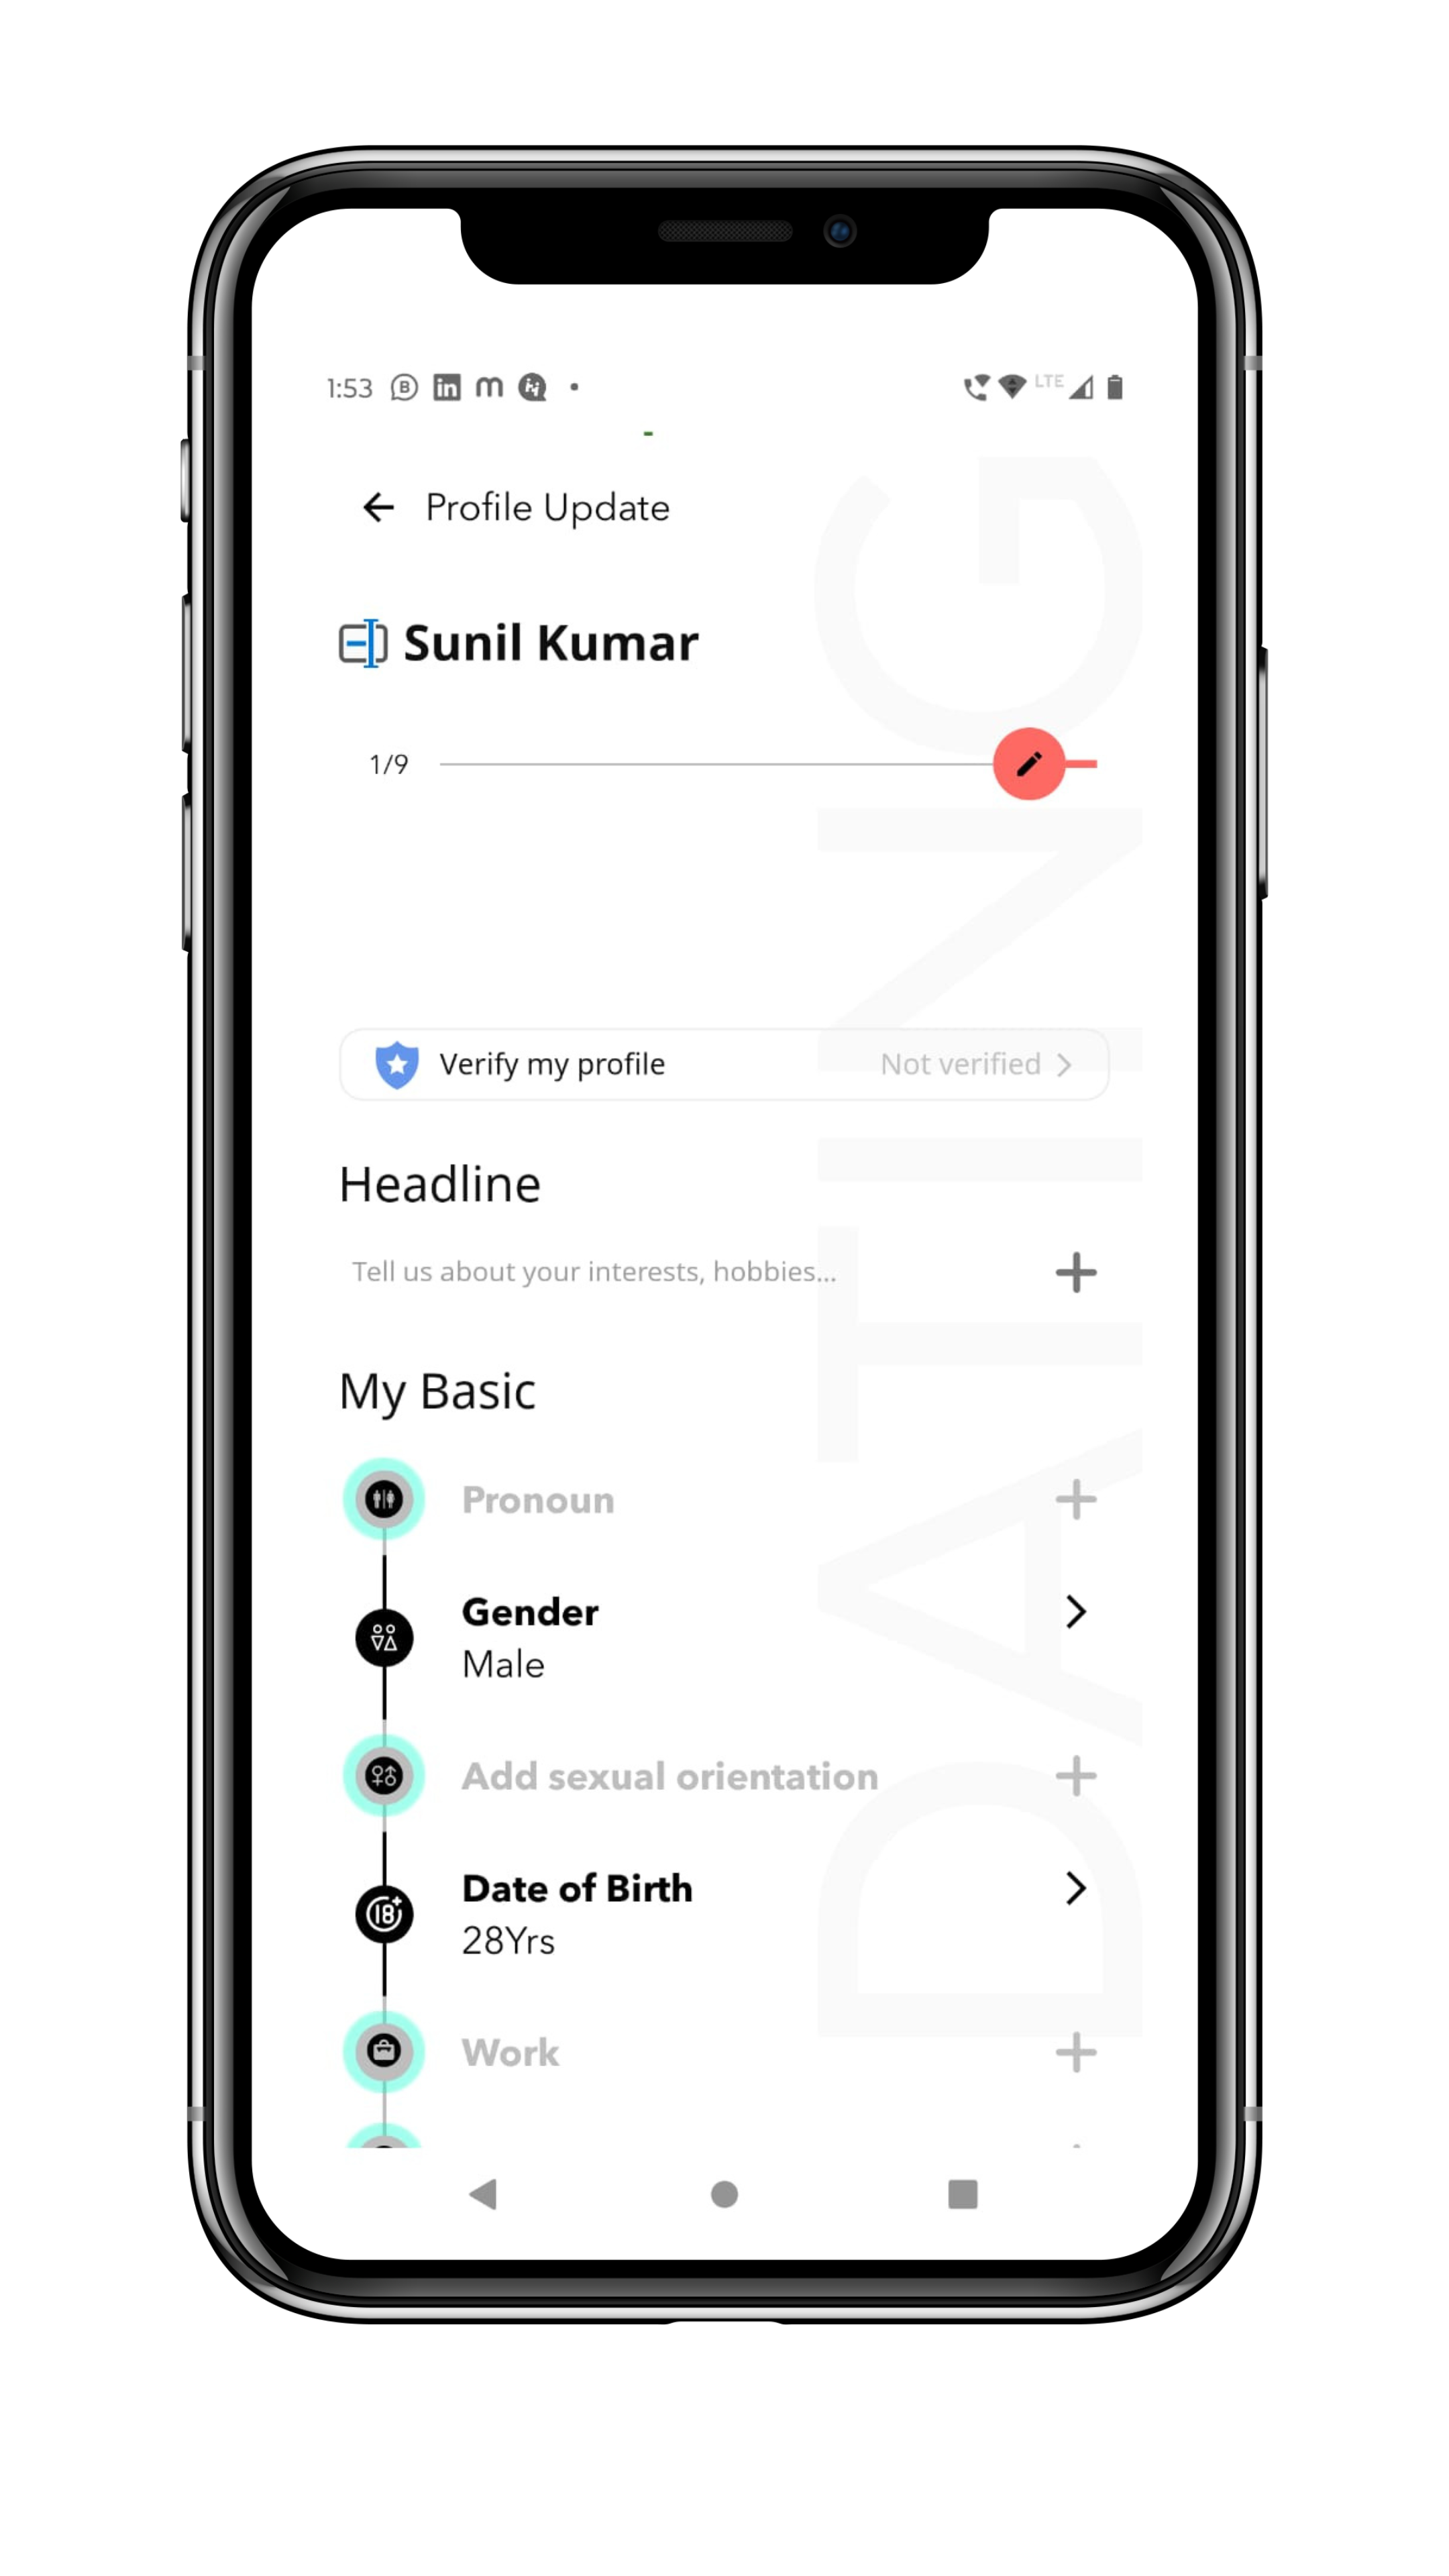 1:53 LTE
Profile Update
Sunil Kumar
1/9
Verify my profile Not verified
Headline
Tell us about your interests, hobbies...
My Basic
Pronoun
Gender
Male
Add sexual orientation
Date of Birth
28Yrs
Work
DATING